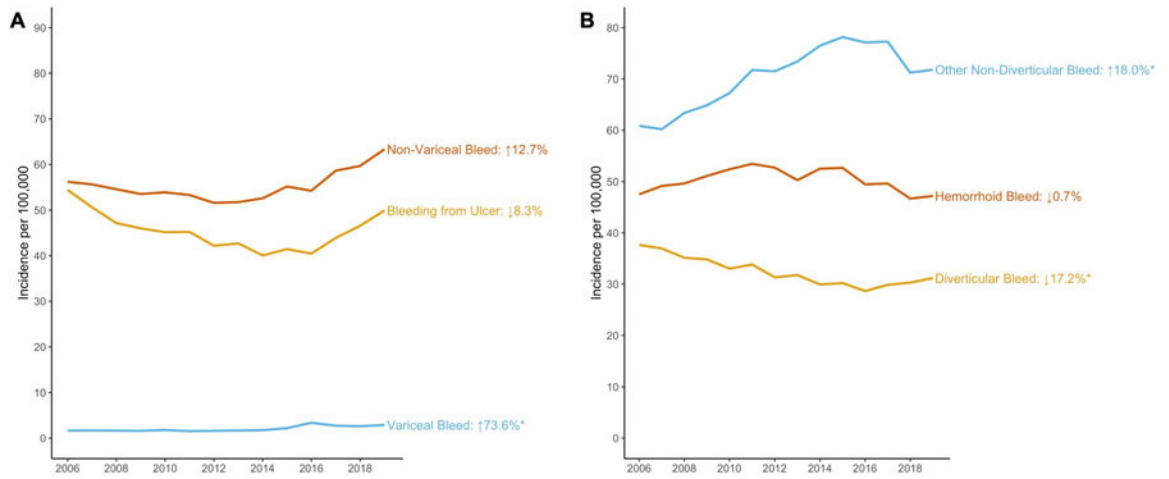 A
Incidence per 100,000
90
80
70
60
50
40
30
20
10
0
2006 2008 2010 2012 2014 2016 2018
Non-Variceal Bleed: ↑12.7%
Bleeding from Ulcer: ↓8.3%
Variceal Bleed: ↑73.6%*
B
Incidence per 100,000
80
70
60
50
40
30
20
10
0
2006 2008 2010 2012 2014 2016 2018
Other Non-Diverticular Bleed: ↑18.0%*
Hemorrhoid Bleed: ↓0.7%
Diverticular Bleed: ↓17.2%*